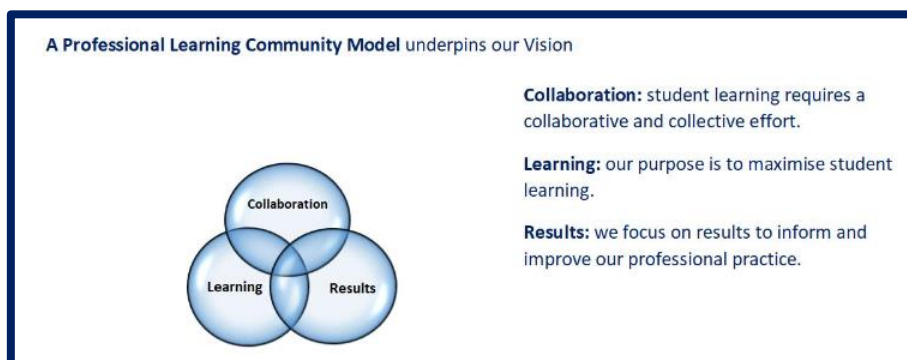 A Professional Learning Community Model underpins our Vision
Collaboration: student learning requires a
collaborative and collective effort.
Learning: our purpose is to maximise student
learning.
Results: we focus on results to inform and
improve our professional practice.
Collaboration
Learning
Results